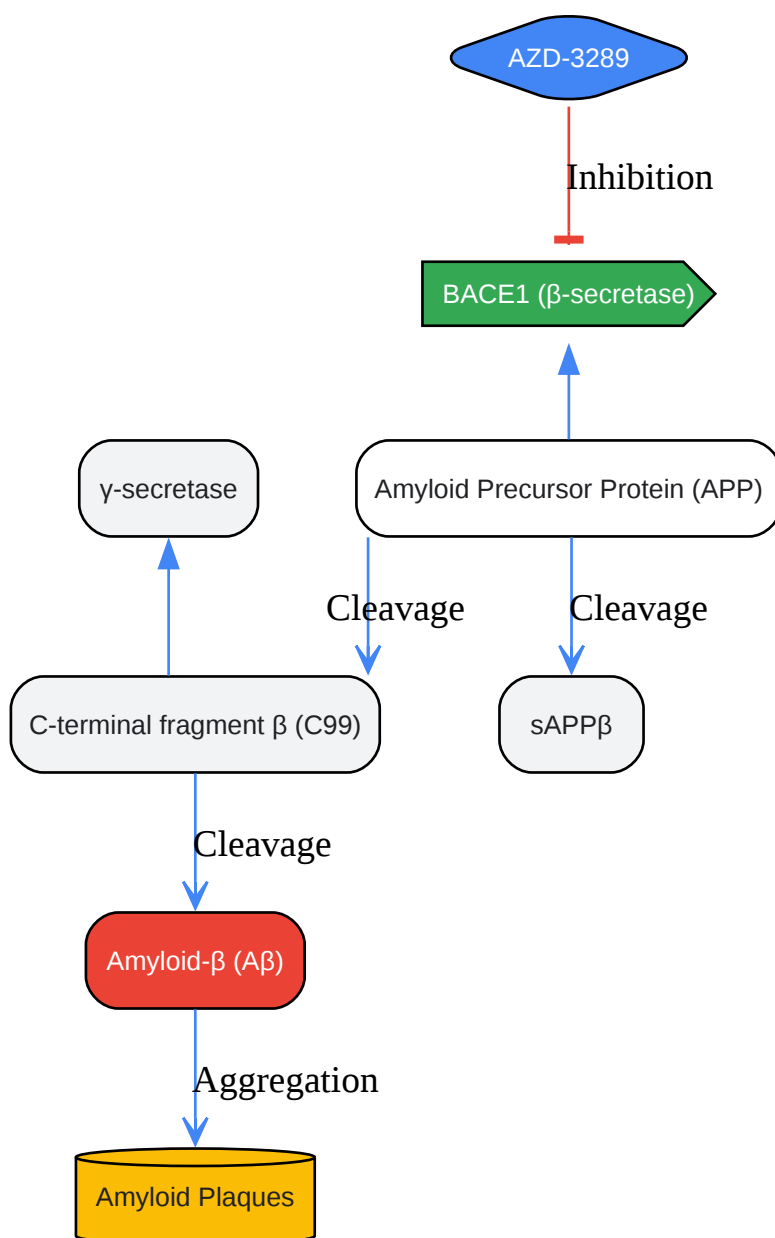 AZD-3289
Inhibition
BACE1 (β-secretase)
γ-secretase
Amyloid Precursor Protein (APP)
Cleavage
Cleavage
C-terminal fragment β (C99)
sAPPβ
Cleavage
Amyloid-β (Aβ)
Aggregation
Amyloid Plaques